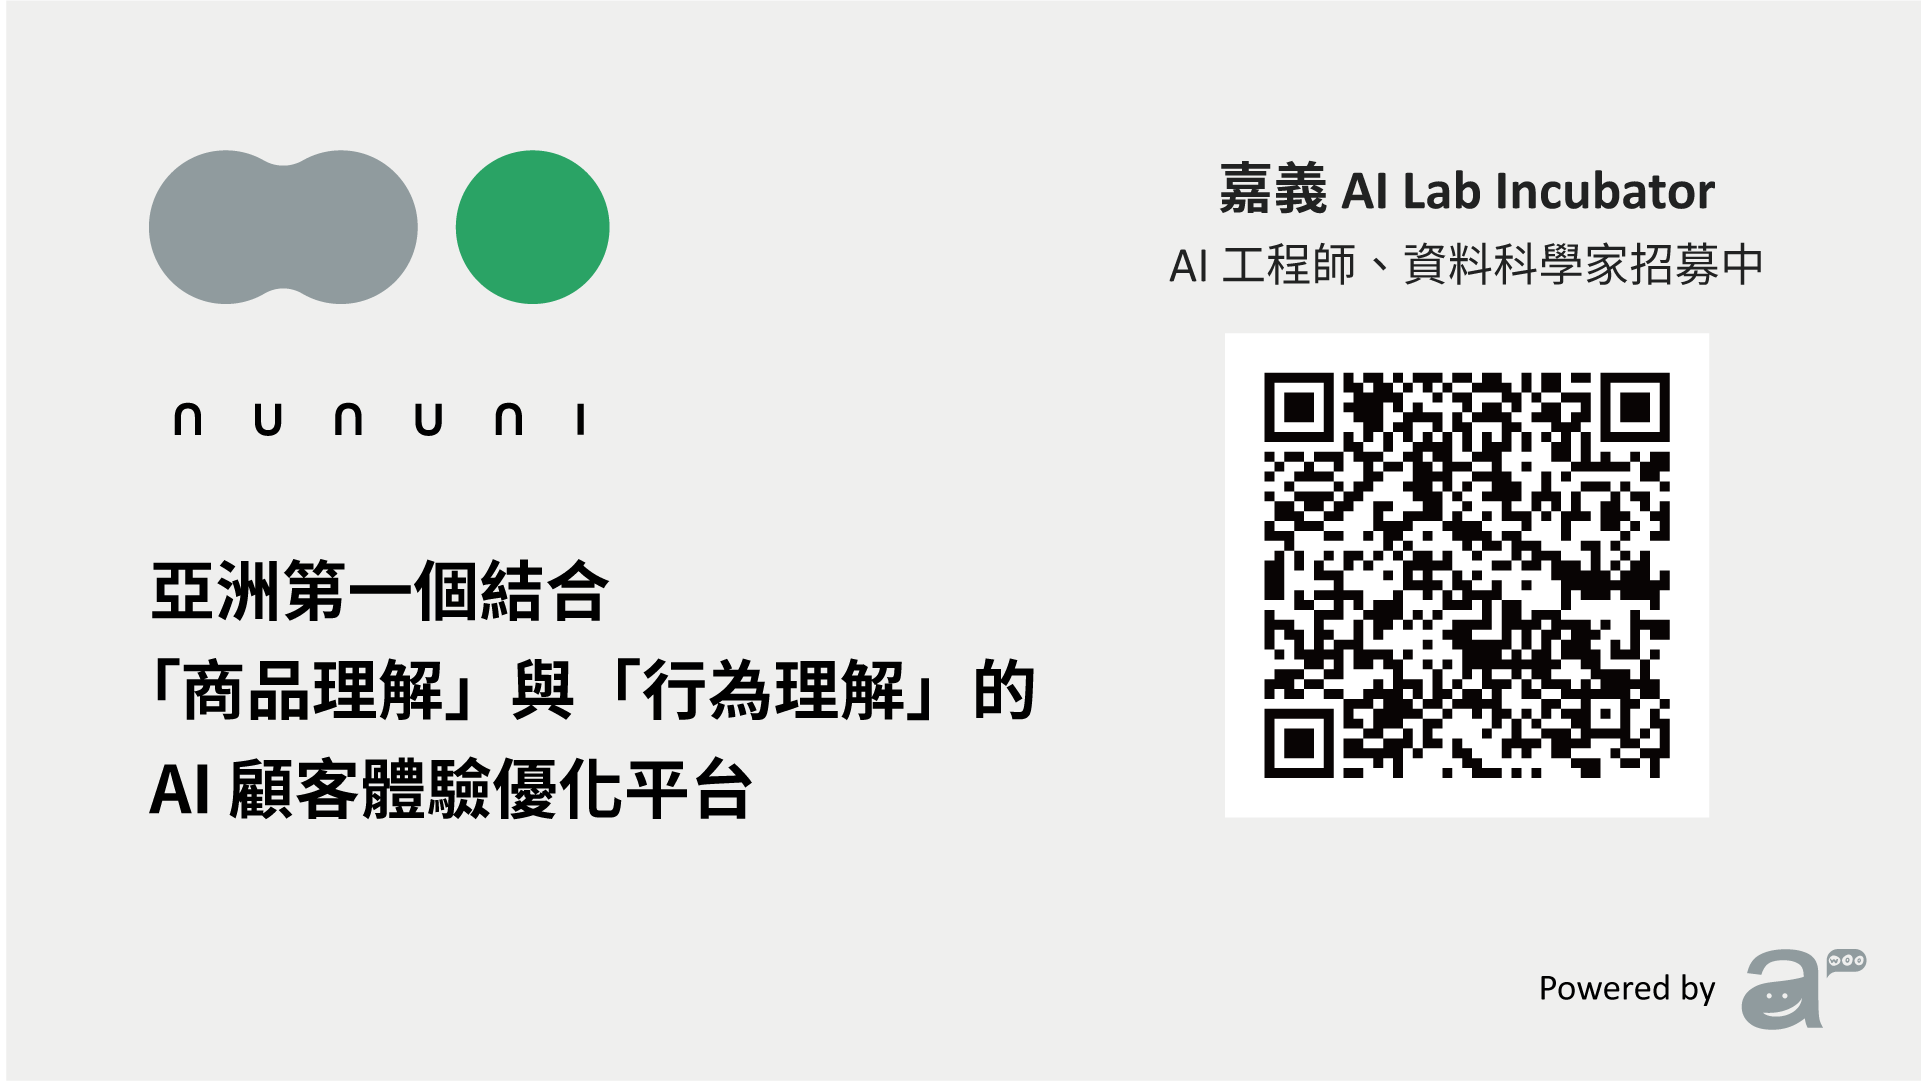 nununi
亞洲第一個結合
「商品理解」與「行為理解」的
AI 顧客體驗優化平台
嘉義 AI Lab Incubator
AI 工程師、資料科學家招募中
Powered by
a woo